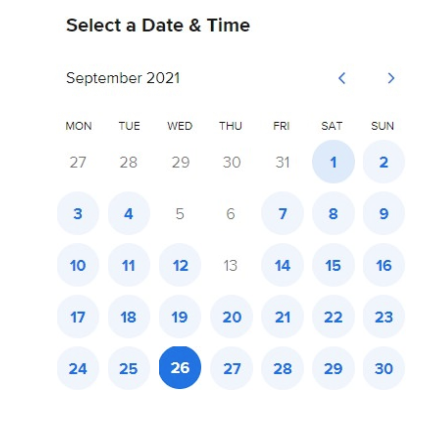 Select a Date & Time
September 2021
MON TUE WED THU FRI SAT SUN
27 28 29 30 31 1 2
3 4 5 6 7 8 9
10 11 12 13 14 15 16
17 18 19 20 21 22 23
24 25 26 27 28 29 30